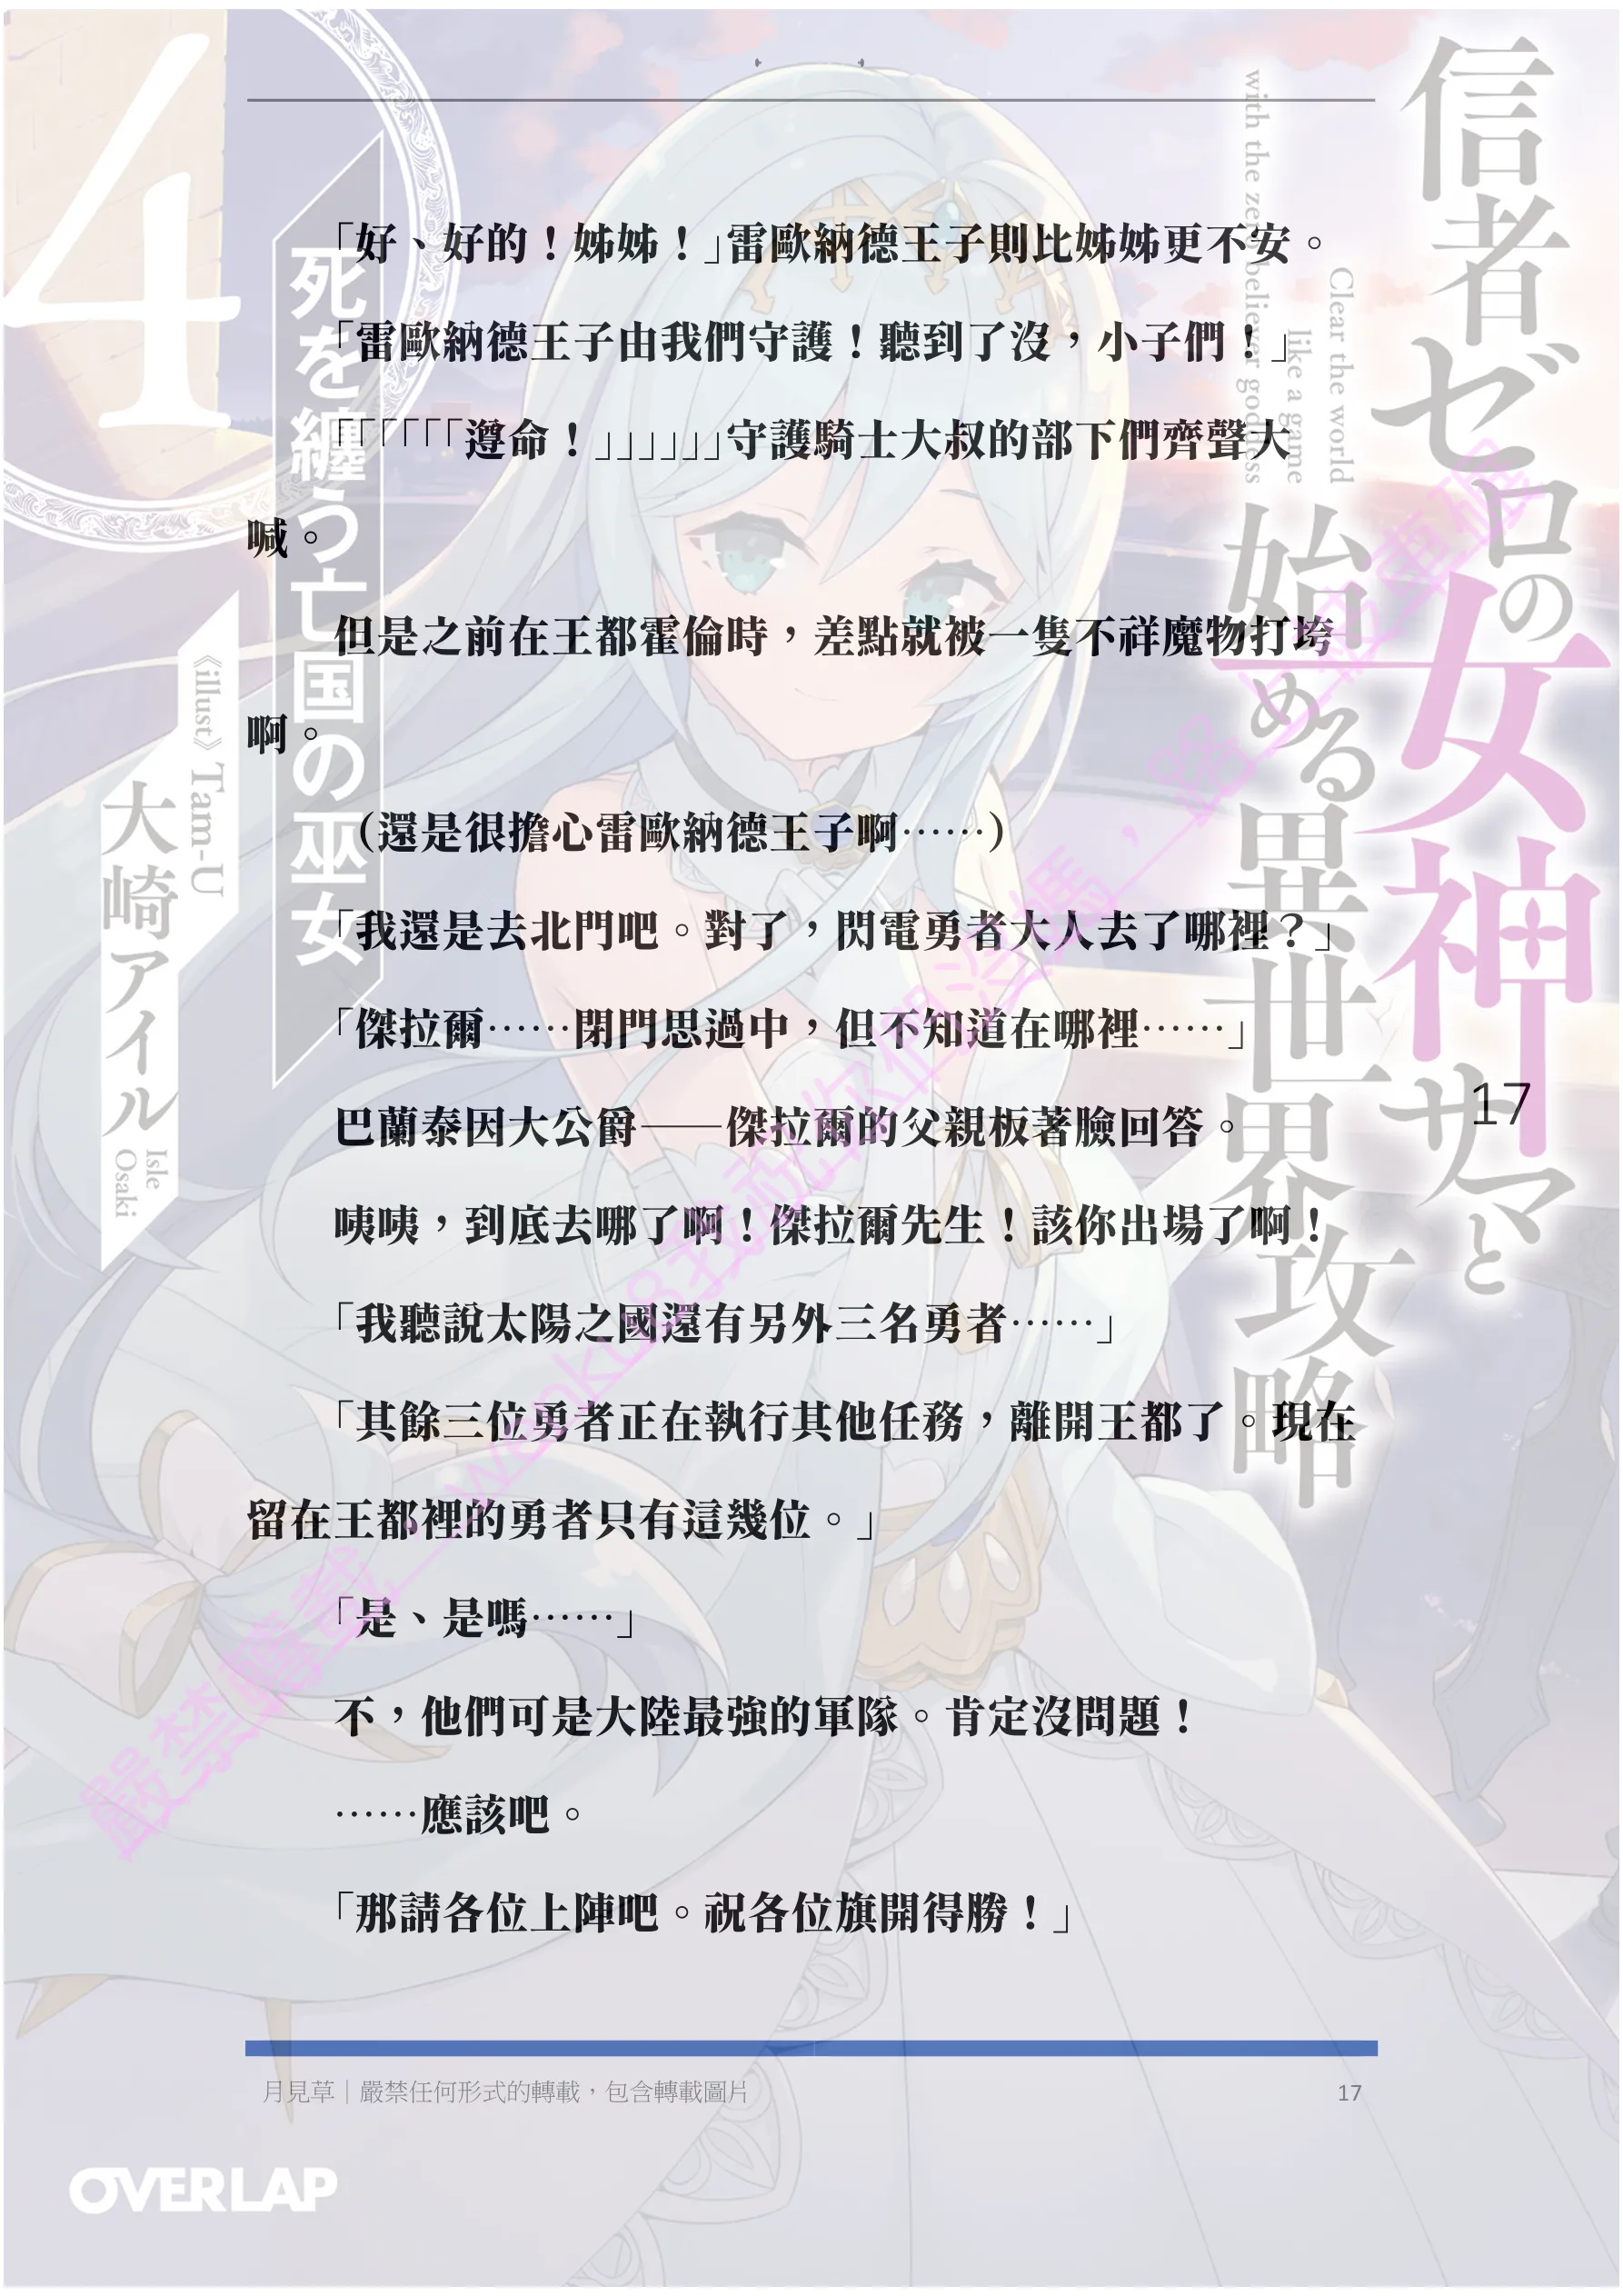 「好、好的！姊姊！」雷歐納德王子則比姊姊更不安。
「雷歐納德王子由我們守護！聽到了沒，小子們！」
「「「「「「遵命！」」」」」」守護騎士大叔的部下們齊聲大
喊。
但是之前在王都霍倫時，差點就被一隻不祥魔物打垮
啊。
（還是很擔心雷歐納德王子啊……）
「我還是去北門吧。對了，閃電勇者大人去了哪裡？」
「傑拉爾……閉門思過中，但不知道在哪裡……」
巴蘭泰因大公爵——傑拉爾的父親板著臉回答。
咦咦，到底去哪了啊！傑拉爾先生！該你出場了啊！
「我聽說太陽之國還有另外三名勇者……」
「其餘三位勇者正在執行其他任務，離開王都了。現在
留在王都裡的勇者只有這幾位。」
「是、是嗎……」
不，他們可是大陸最強的軍隊。肯定沒問題！
……應該吧。
「那請各位上陣吧。祝各位旗開得勝！」
月見草｜嚴禁任何形式的轉載，包含轉載圖片
17
17
信者ゼロの
女神サマと
始める異世界攻略
Clear the world
like a game
with the zero believer goddess
4
死を纏う亡国の巫女
《illust》Tam-U
大崎アイル
Isle
Osaki
OVERLAP